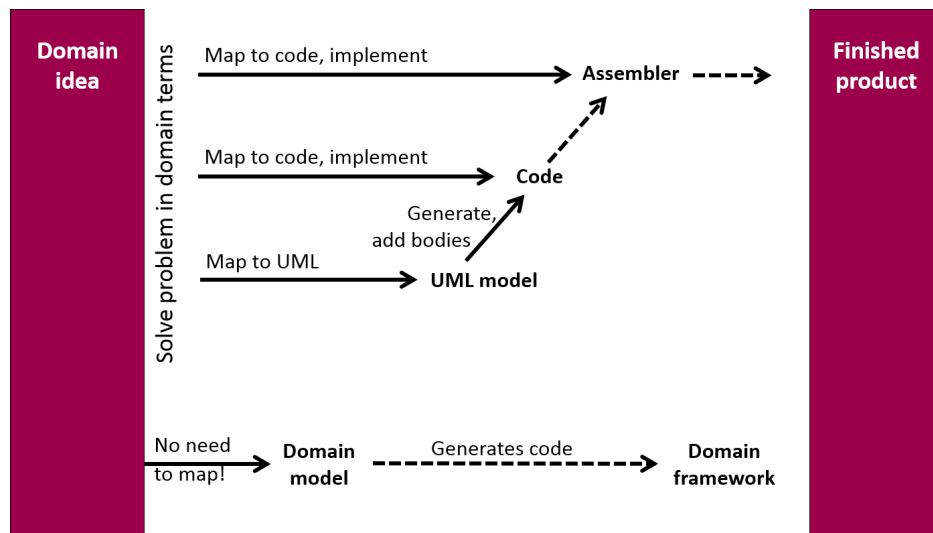 Domain
idea
Solve problem in domain terms
Map to code, implement
Assembler
Map to code, implement
Code
Generate,
add bodies
Map to UML
UML model
No need
to map!
Domain
model
Generates code
Domain
framework
Finished
product